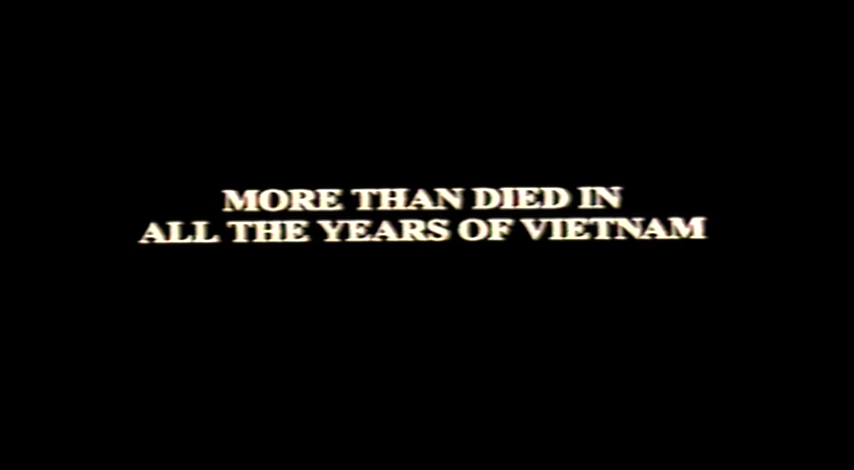 MORE THAN DIED IN
ALL THE YEARS OF VIETNAM